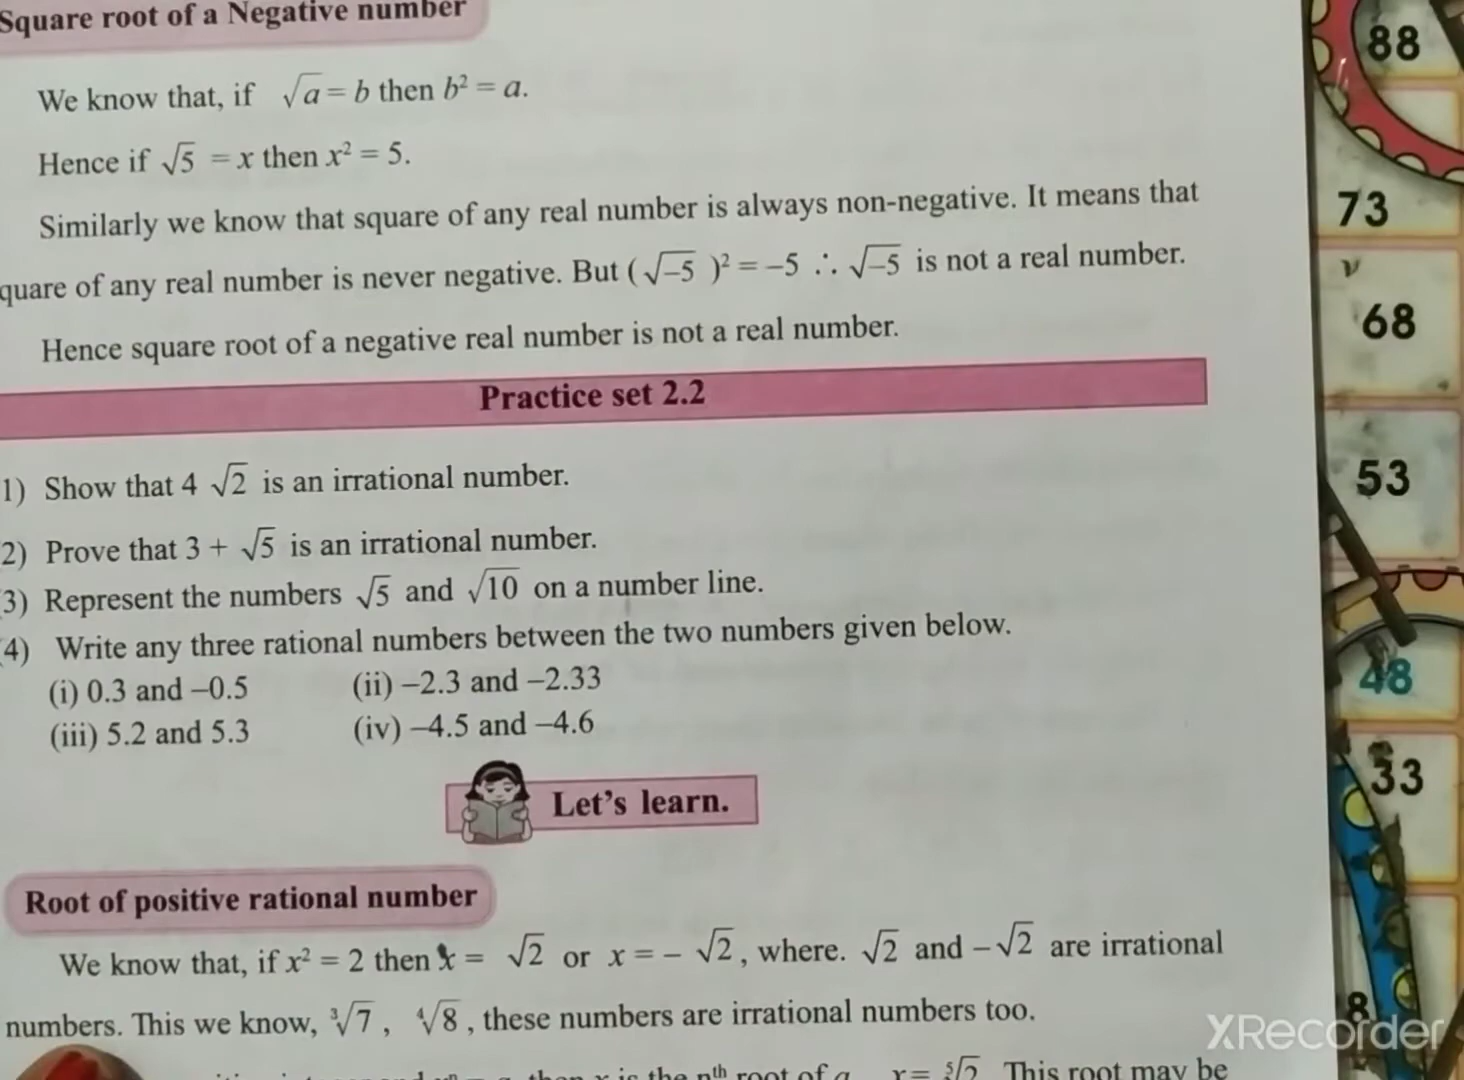 Square root of a Negative number
We know that, if √a = b then b² = a.
Hence if √5 = x then x² = 5.
Similarly we know that square of any real number is always non-negative. It means that
quare of any real number is never negative. But (√–5 )² = –5 ∴ √–5 is not a real number.
Hence square root of a negative real number is not a real number.
Practice set 2.2
1) Show that 4 √2 is an irrational number.
2) Prove that 3 + √5 is an irrational number.
3) Represent the numbers √5 and √10 on a number line.
4) Write any three rational numbers between the two numbers given below.
(i) 0.3 and –0.5 (ii) –2.3 and –2.33
(iii) 5.2 and 5.3 (iv) –4.5 and –4.6
Let's learn.
Root of positive rational number
We know that, if x² = 2 then x = √2 or x = – √2 , where. √2 and –√2 are irrational
numbers. This we know, ∛7 , ∜8 , these numbers are irrational numbers too.
then x is the nᵗʰ root of a x = ⁵√2 This root may be
88
73
68
53
48
33
8
XRecorder